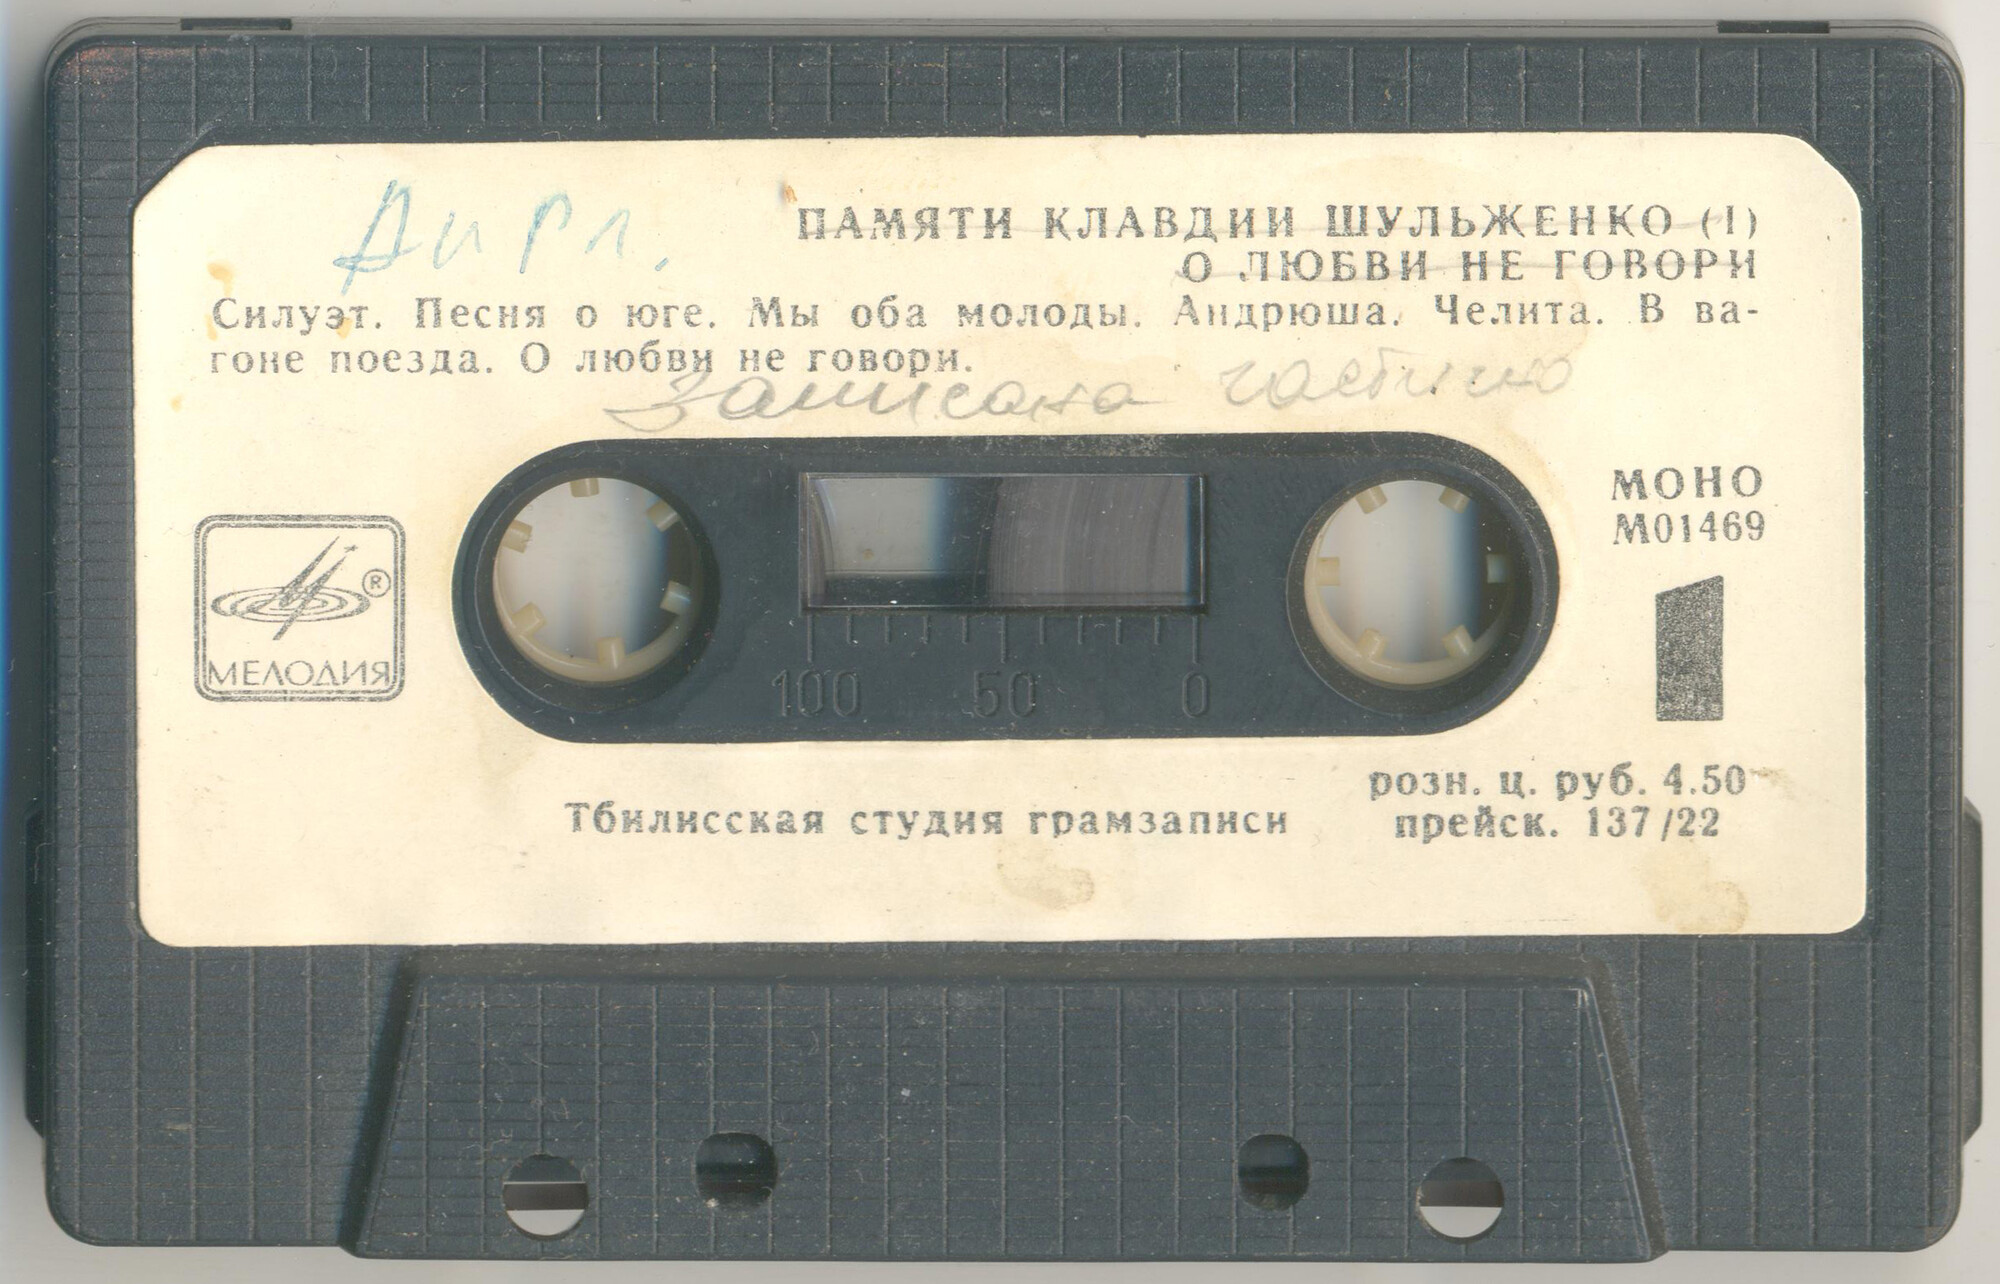 ПАМЯТИ КЛАВДИИ ШУЛЬЖЕНКО (1)
О ЛЮБВИ НЕ ГОВОРИ
Силуэт. Песня о юге. Мы оба молоды. Андрюша. Челита. В ва-
гоне поезда. О любви не говори.
Записана частично
МОНО
М01469
1
МЕЛОДИЯ
®
100 50 0
розн. ц. руб. 4.50
прейск. 137/22
Тбилисская студия грамзаписи